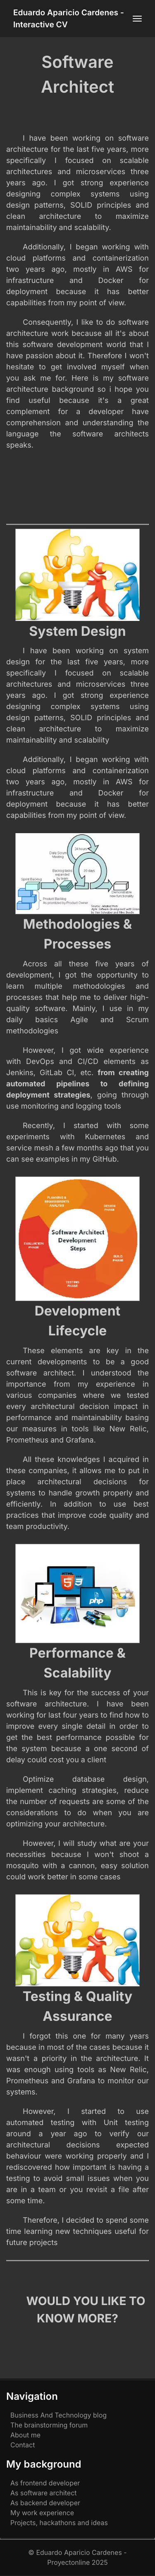 Eduardo Aparicio Cardenes -
Interactive CV
Software
Architect
I have been working on software
architecture for the last five years, more
specifically I focused on scalable
architectures and microservices three
years ago. I got strong experience
designing complex systems using
design patterns, SOLID principles and
clean architecture to maximize
maintainability and scalability.
Additionally, I began working with
cloud platforms and containerization
two years ago, mostly in AWS for
infrastructure and Docker for
deployment because it has better
capabilities from my point of view.
Consequently, I like to do software
architecture work because all it's about
this software development world that I
have passion about it. Therefore I won't
hesitate to get involved myself when
you ask me for. Here is my software
architecture background so i hope you
find useful because it's a great
complement for a developer have
comprehension and understanding the
language the software architects
speaks.
System Design
I have been working on system
design for the last five years, more
specifically I focused on scalable
architectures and microservices three
years ago. I got strong experience
designing complex systems using
design patterns, SOLID principles and
clean architecture to maximize
maintainability and scalability
Additionally, I began working with
cloud platforms and containerization
two years ago, mostly in AWS for
infrastructure and Docker for
deployment because it has better
capabilities from my point of view.
Methodologies &
Processes
Across all these five years of
development, I got the opportunity to
learn multiple methodologies and
processes that help me to deliver high-
quality software. Mainly, I use in my
daily basics Agile and Scrum
methodologies
However, I got wide experience
with DevOps and CI/CD elements as
Jenkins, GitLab CI, etc. from creating
automated pipelines to defining
deployment strategies, going through
use monitoring and logging tools
Recently, I started with some
experiments with Kubernetes and
service mesh a few months ago that you
can see examples in my GitHub.
Software Architect
Development
Steps
Development
Lifecycle
These elements are key in the
current developments to be a good
software architect. I understood the
importance from my experience in
various companies where we tested
every architectural decision impact in
performance and maintainability basing
our measures in tools like New Relic,
Prometheus and Grafana.
All these knowledges I acquired in
these companies, it allows me to put in
place architectural decisions for
systems to handle growth properly and
efficiently. In addition to use best
practices that improve code quality and
team productivity.
Performance &
Scalability
This is key for the success of your
software architecture. I have been
working for last four years to find how to
improve every single detail in order to
get the best performance possible for
the system because a one second of
delay could cost you a client
Optimize database design,
implement caching strategies, reduce
the number of requests are some of the
considerations to do when you are
optimizing your architecture.
However, I will study what are your
necessities because I won't shoot a
mosquito with a cannon, easy solution
could work better in some cases
Testing & Quality
Assurance
I forgot this one for many years
because in most of the cases because it
wasn't a priority in the architecture. It
was enough using tools as New Relic,
Prometheus and Grafana to monitor our
systems.
However, I started to use
automated testing with Unit testing
around a year ago to verify our
architectural decisions expected
behaviour were working properly and I
rediscovered how important is having a
testing to avoid small issues when you
are in a team or you revisit a file after
some time.
Therefore, I decided to spend some
time learning new techniques useful for
future projects
WOULD YOU LIKE TO
KNOW MORE?
Navigation
Business And Technology blog
The brainstorming forum
About me
Contact
My background
As frontend developer
As software architect
As backend developer
My work experience
Projects, hackathons and ideas
© Eduardo Aparicio Cardenes -
Proyectonline 2025